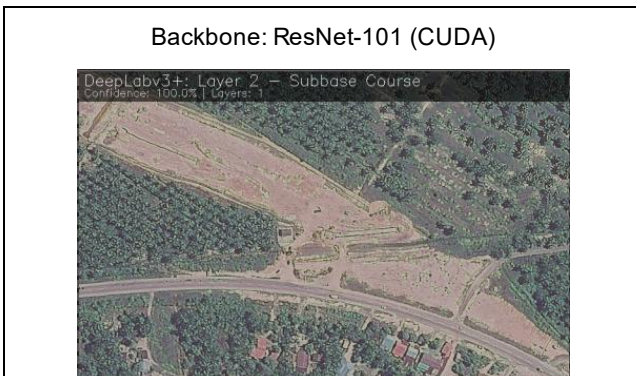 Backbone: ResNet-101 (CUDA)
DeepLabv3+: Layer 2 – Subbase Course
Confidence: 100.0% | Layers: 1